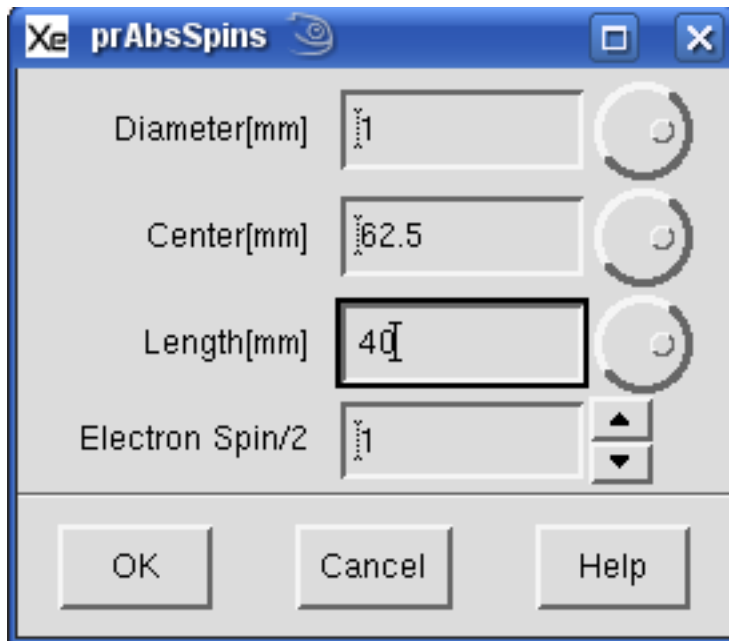 Xe prAbsSpins
Diameter[mm] 1
Center[mm] 62.5
Length[mm] 40
Electron Spin/2 1
OK Cancel Help